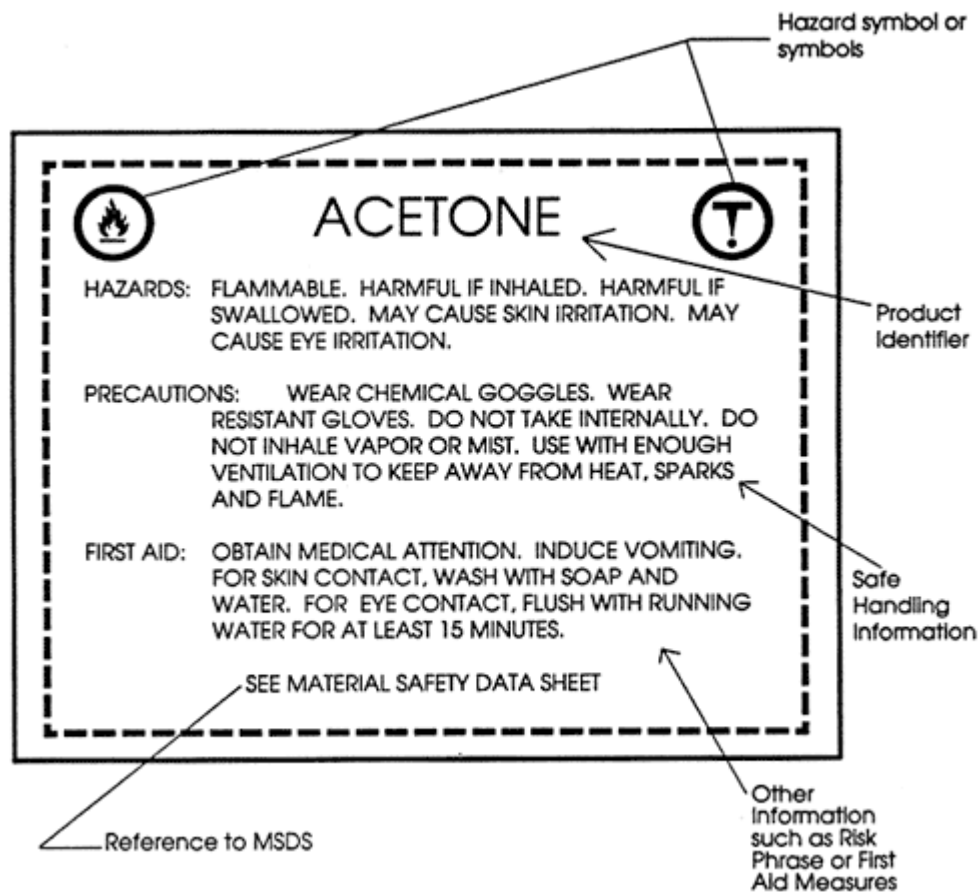 Hazard symbol or
symbols
ACETONE
HAZARDS: FLAMMABLE. HARMFUL IF INHALED. HARMFUL IF
SWALLOWED. MAY CAUSE SKIN IRRITATION. MAY
CAUSE EYE IRRITATION.
Product
Identifier
PRECAUTIONS: WEAR CHEMICAL GOGGLES. WEAR
RESISTANT GLOVES. DO NOT TAKE INTERNALLY. DO
NOT INHALE VAPOR OR MIST. USE WITH ENOUGH
VENTILATION TO KEEP AWAY FROM HEAT, SPARKS
AND FLAME.
FIRST AID: OBTAIN MEDICAL ATTENTION. INDUCE VOMITING.
FOR SKIN CONTACT, WASH WITH SOAP AND
WATER. FOR EYE CONTACT, FLUSH WITH RUNNING
WATER FOR AT LEAST 15 MINUTES.
Safe
Handling
Information
SEE MATERIAL SAFETY DATA SHEET
Reference to MSDS
Other
Information
such as Risk
Phrase or First
Aid Measures